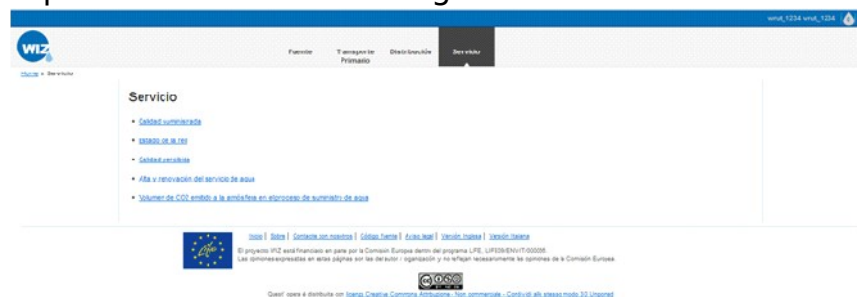 wrut_1234 wrut_1234
WIZ
Fuente Transporte Primario Distribución Servicio
Home » Servicio
Servicio
Calidad suministrada
Estado de la red
Calidad percibida
Alta y renovación del servicio de agua
Volumen de CO2 emitido a la atmósfera en el proceso de suministro de agua
Inicio | Sobre | Contacte con nosotros | Código fuente | Aviso legal | Versión Inglesa | Versión Italiana
El proyecto WIZ está financiado en parte por la Comisión Europea dentro del programa LIFE, LIFE09/ENV/IT/000056.
Las opiniones expresadas en estas páginas son las del autor / organización y no reflejan necesariamente las opiniones de la Comisión Europea.
Quest' opera è distribuita con licenza Creative Commons Attribuzione - Non commerciale - Condividi allo stesso modo 3.0 Unported